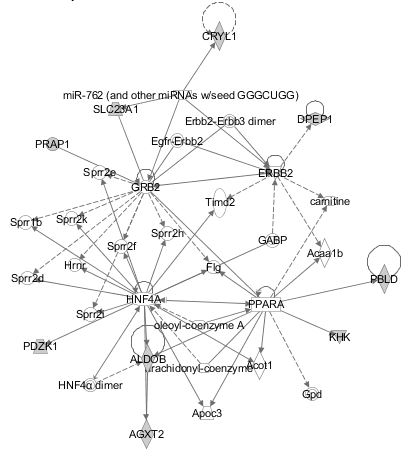 CRYL1
miR-762 (and other miRNAs w/seed GGGCUGG)
SLC23A1
Erbb2-Erbb3 dimer
DPEP1
Egfr-Erbb2
PRAP1
Sprr2e
GRB2
ERBB2
Timd2
carnitine
Sprr1b
Sprr2k
Sprr2h
GABP
Sprr2f
Acaa1b
Hrnr
Flg
Sprr2d
PBLD
HNF4A
PPARA
Sprr2i
oleoyl-coenzyme A
KHK
PDZK1
ALDOB
arachidonyl-coenzyme
Acot1
HNF4α dimer
Gpd
Apoc3
AGXT2